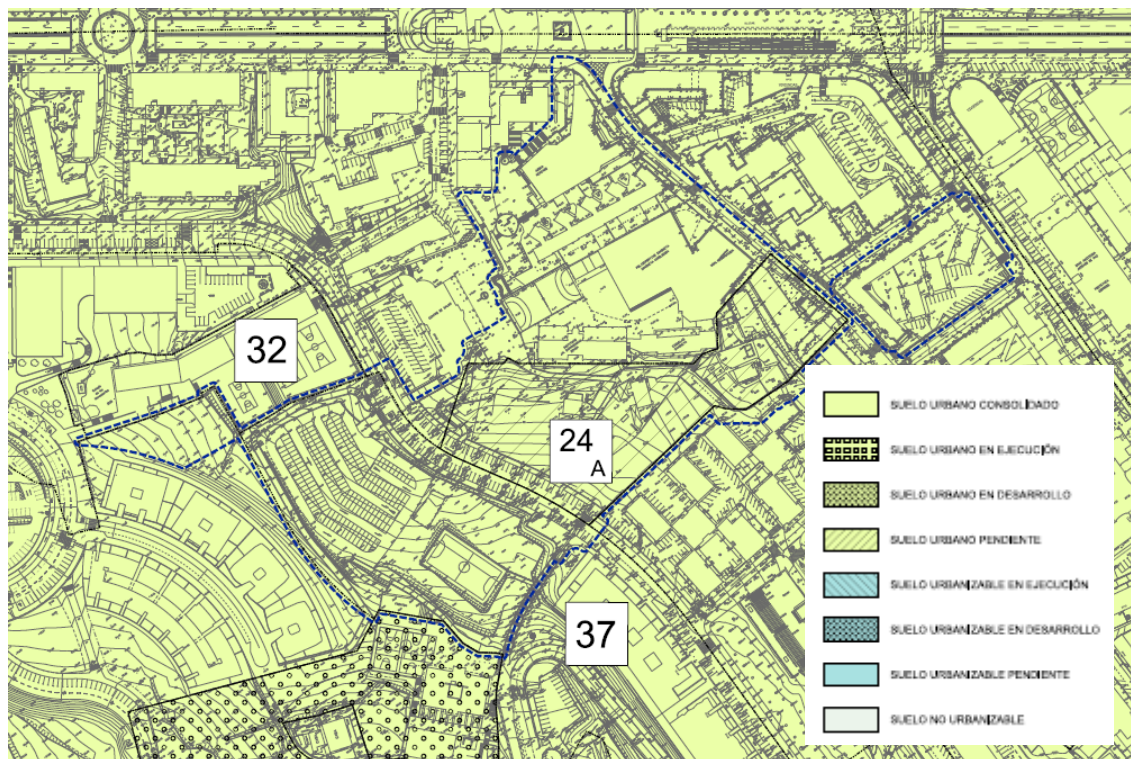 32
24
A
37
SUELO URBANO CONSOLIDADO
SUELO URBANO EN EJECUCIÓN
SUELO URBANO EN DESARROLLO
SUELO URBANO PENDIENTE
SUELO URBANIZABLE EN EJECUCIÓN
SUELO URBANIZABLE EN DESARROLLO
SUELO URBANIZABLE PENDIENTE
SUELO NO URBANIZABLE